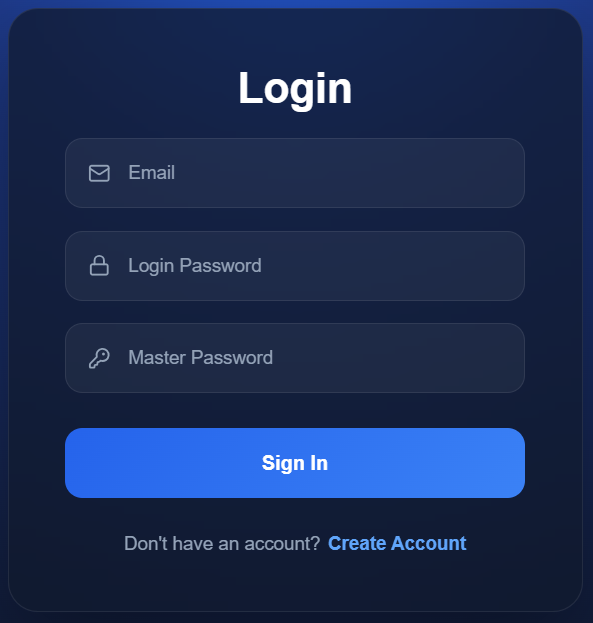 Login
Email
Login Password
Master Password
Sign In
Don't have an account? Create Account